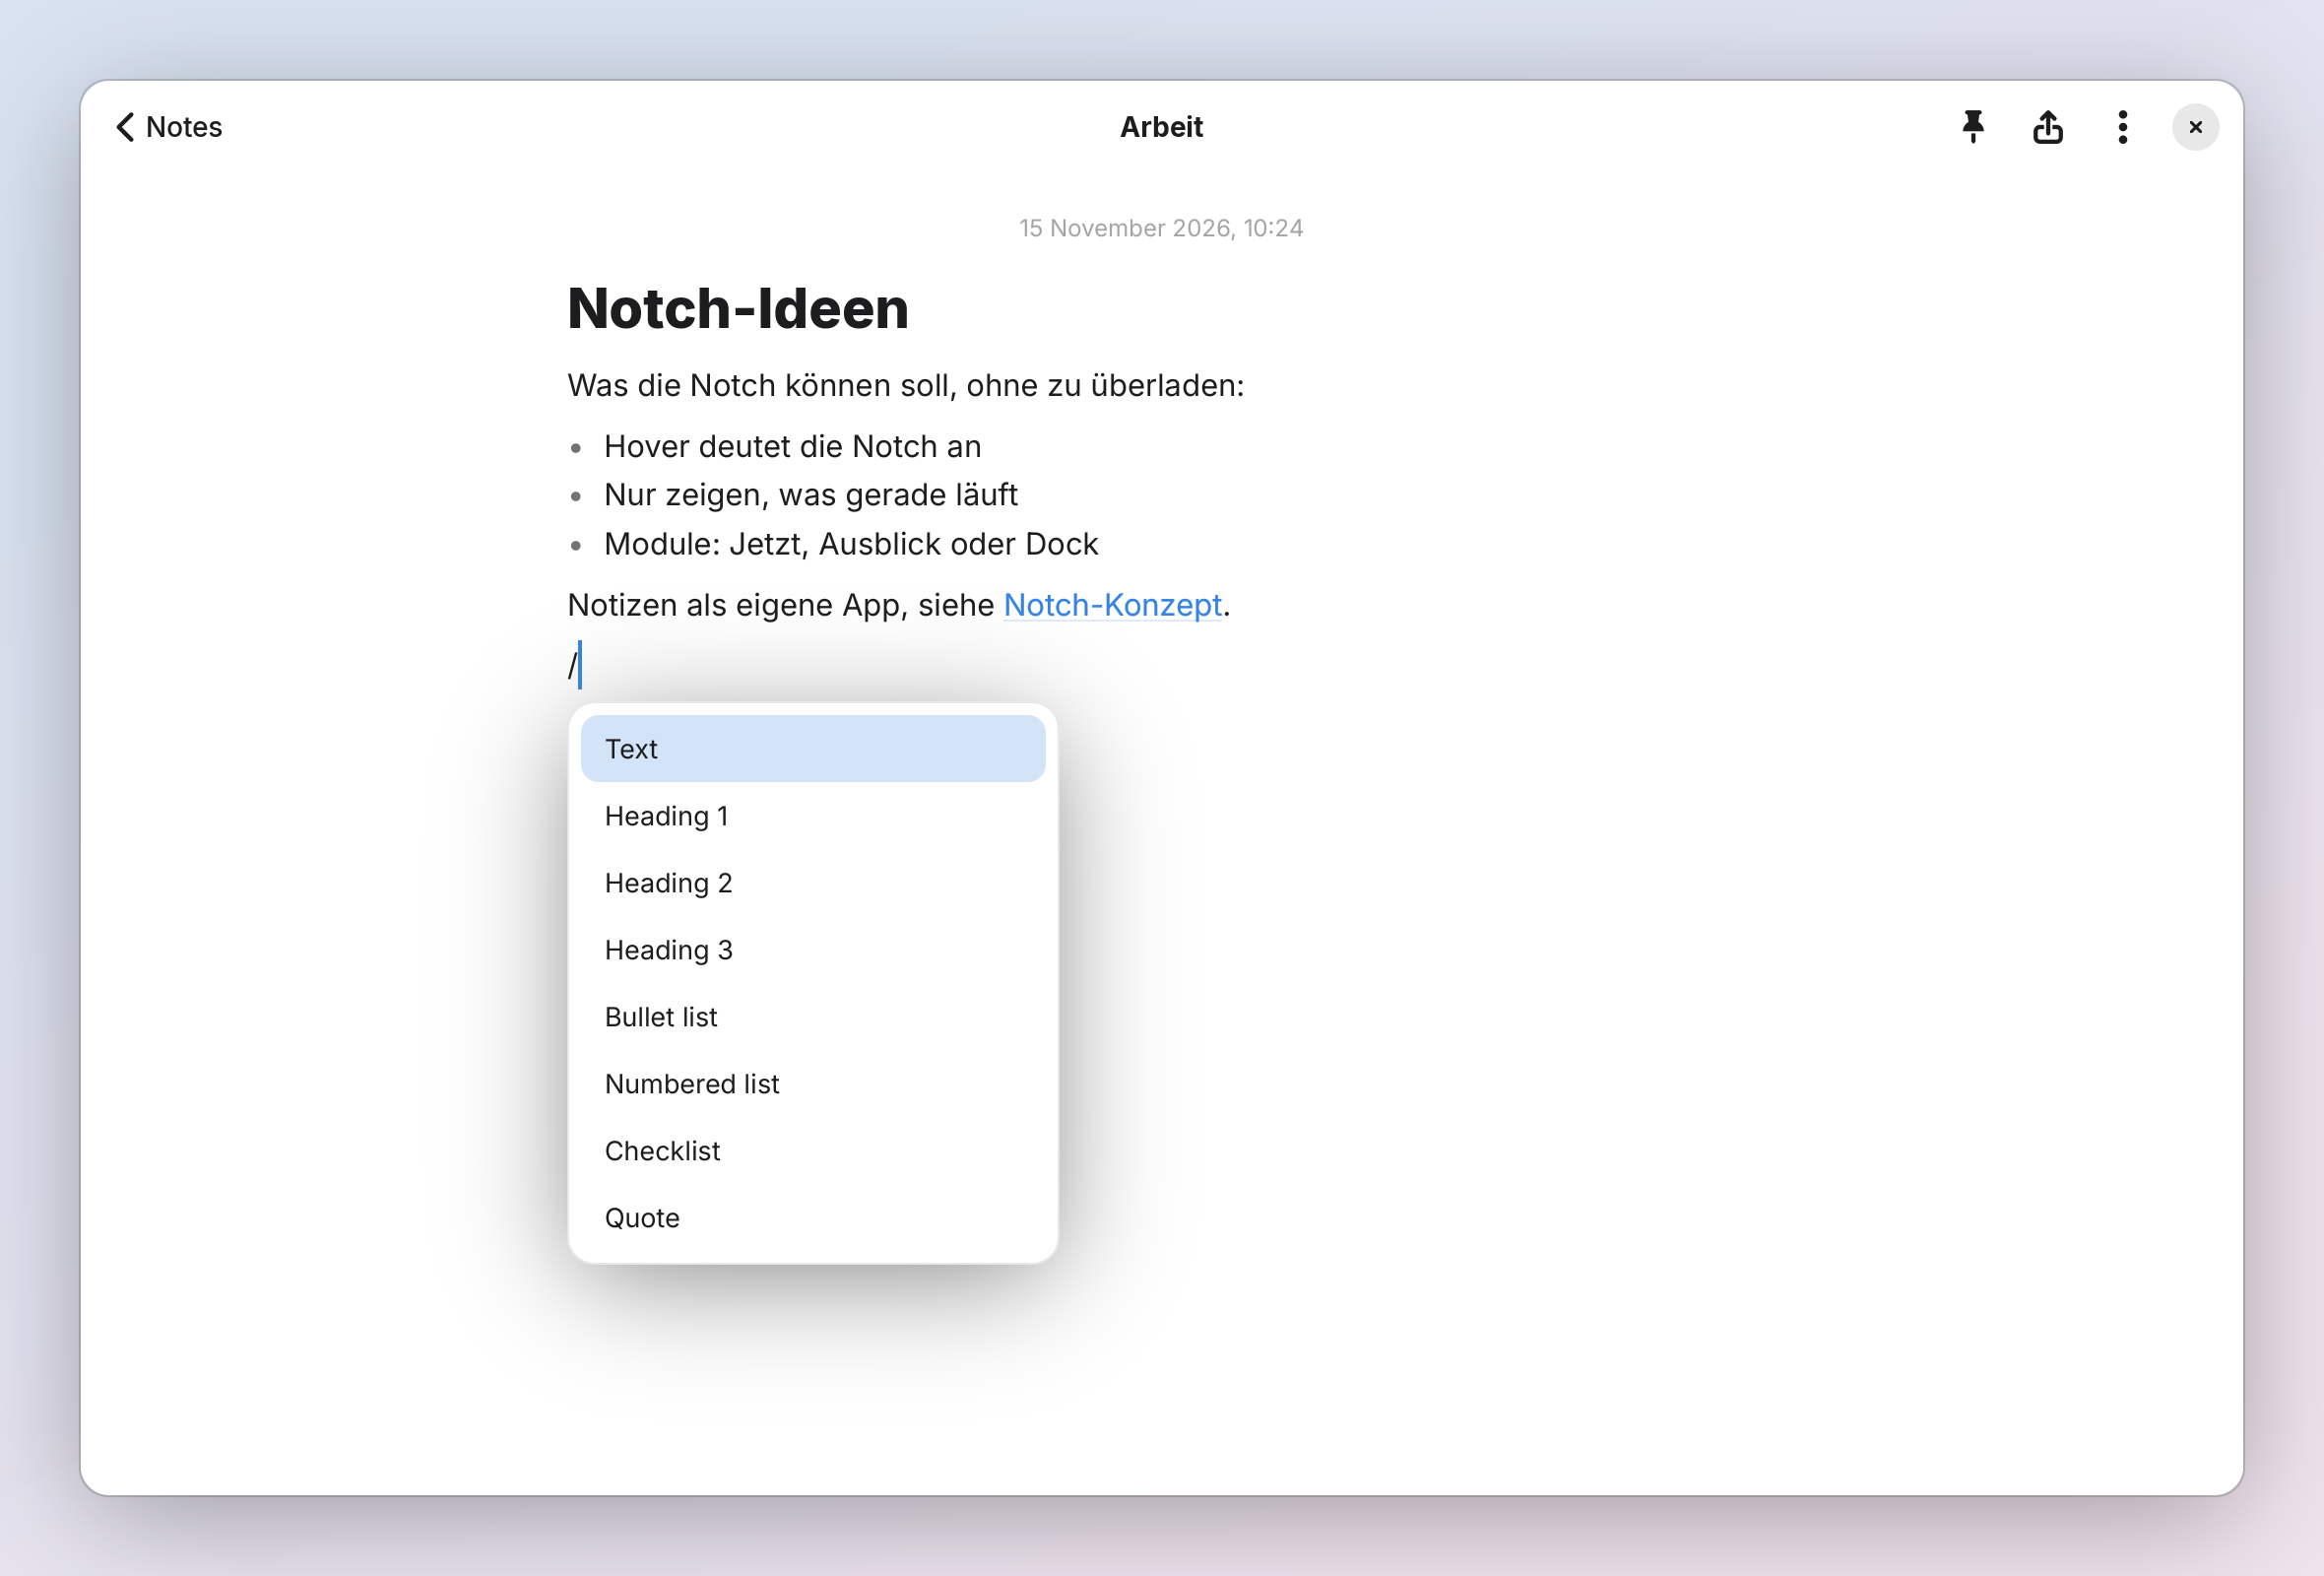 Notes
Arbeit
15 November 2026, 10:24
Notch-Ideen
Was die Notch können soll, ohne zu überladen:
• Hover deutet die Notch an
• Nur zeigen, was gerade läuft
• Module: Jetzt, Ausblick oder Dock
Notizen als eigene App, siehe Notch-Konzept.
/
Text
Heading 1
Heading 2
Heading 3
Bullet list
Numbered list
Checklist
Quote